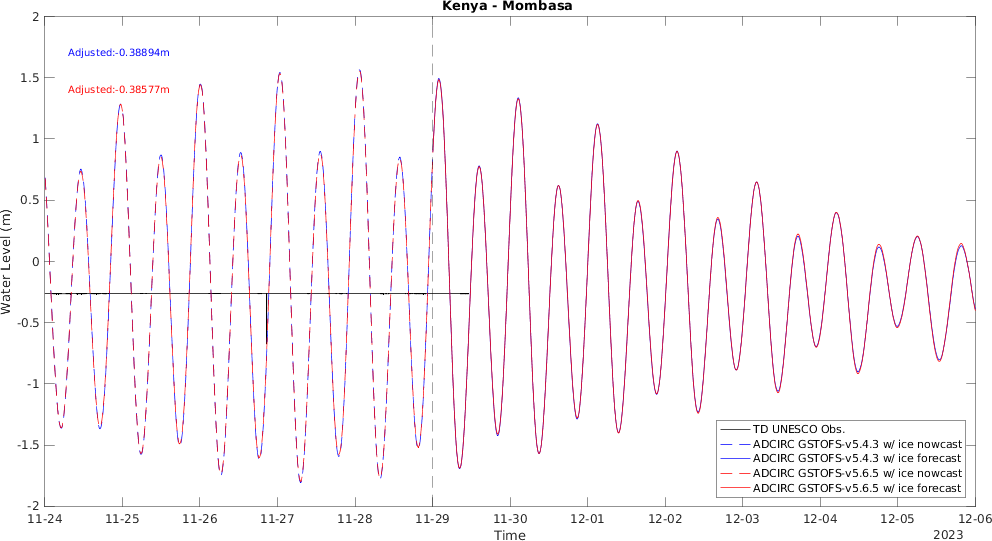 Kenya - Mombasa
2
1.5
1
0.5
0
-0.5
-1
-1.5
-2
Water Level (m)
Adjusted:-0.38894m
Adjusted:-0.38577m
TD UNESCO Obs.
ADCIRC GSTOFS-v5.4.3 w/ ice nowcast
ADCIRC GSTOFS-v5.4.3 w/ ice forecast
ADCIRC GSTOFS-v5.6.5 w/ ice nowcast
ADCIRC GSTOFS-v5.6.5 w/ ice forecast
11-24 11-25 11-26 11-27 11-28 11-29 11-30 12-01 12-02 12-03 12-04 12-05 12-06
Time
2023